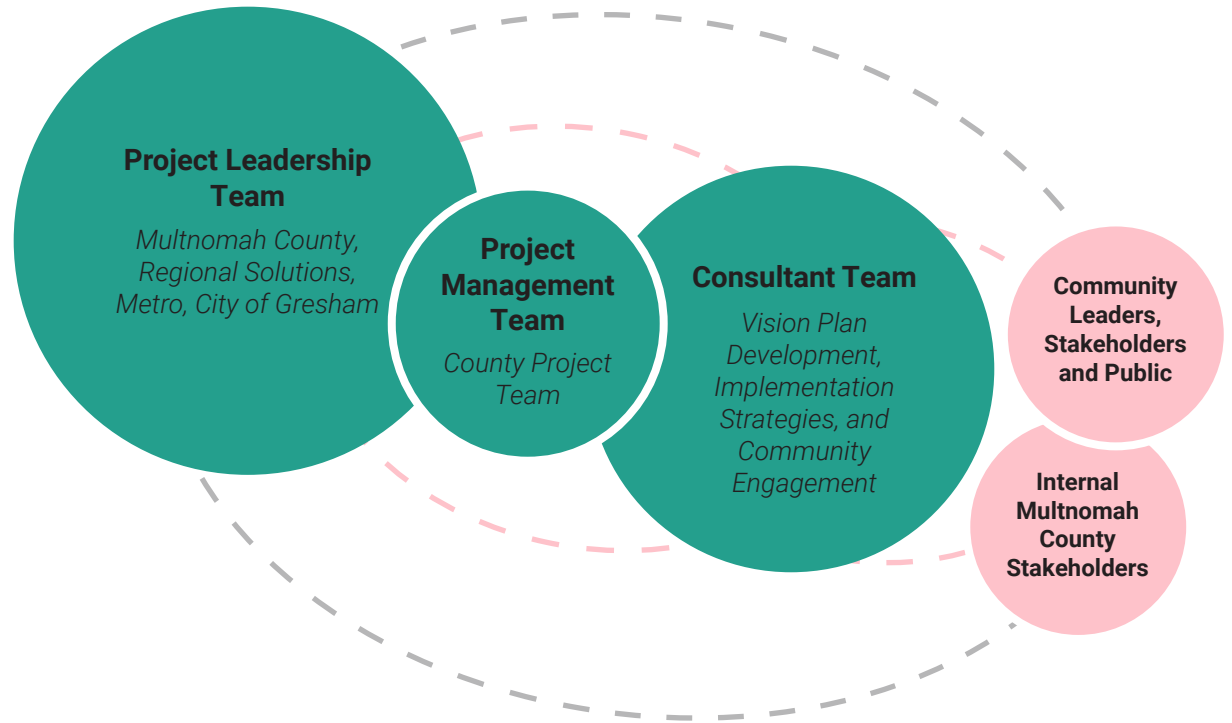 Project Leadership
Team
Multnomah County,
Regional Solutions,
Metro, City of Gresham
Project
Management
Team
County Project
Team
Consultant Team
Vision Plan
Development,
Implementation
Strategies, and
Community
Engagement
Community
Leaders,
Stakeholders
and Public
Internal
Multnomah
County
Stakeholders